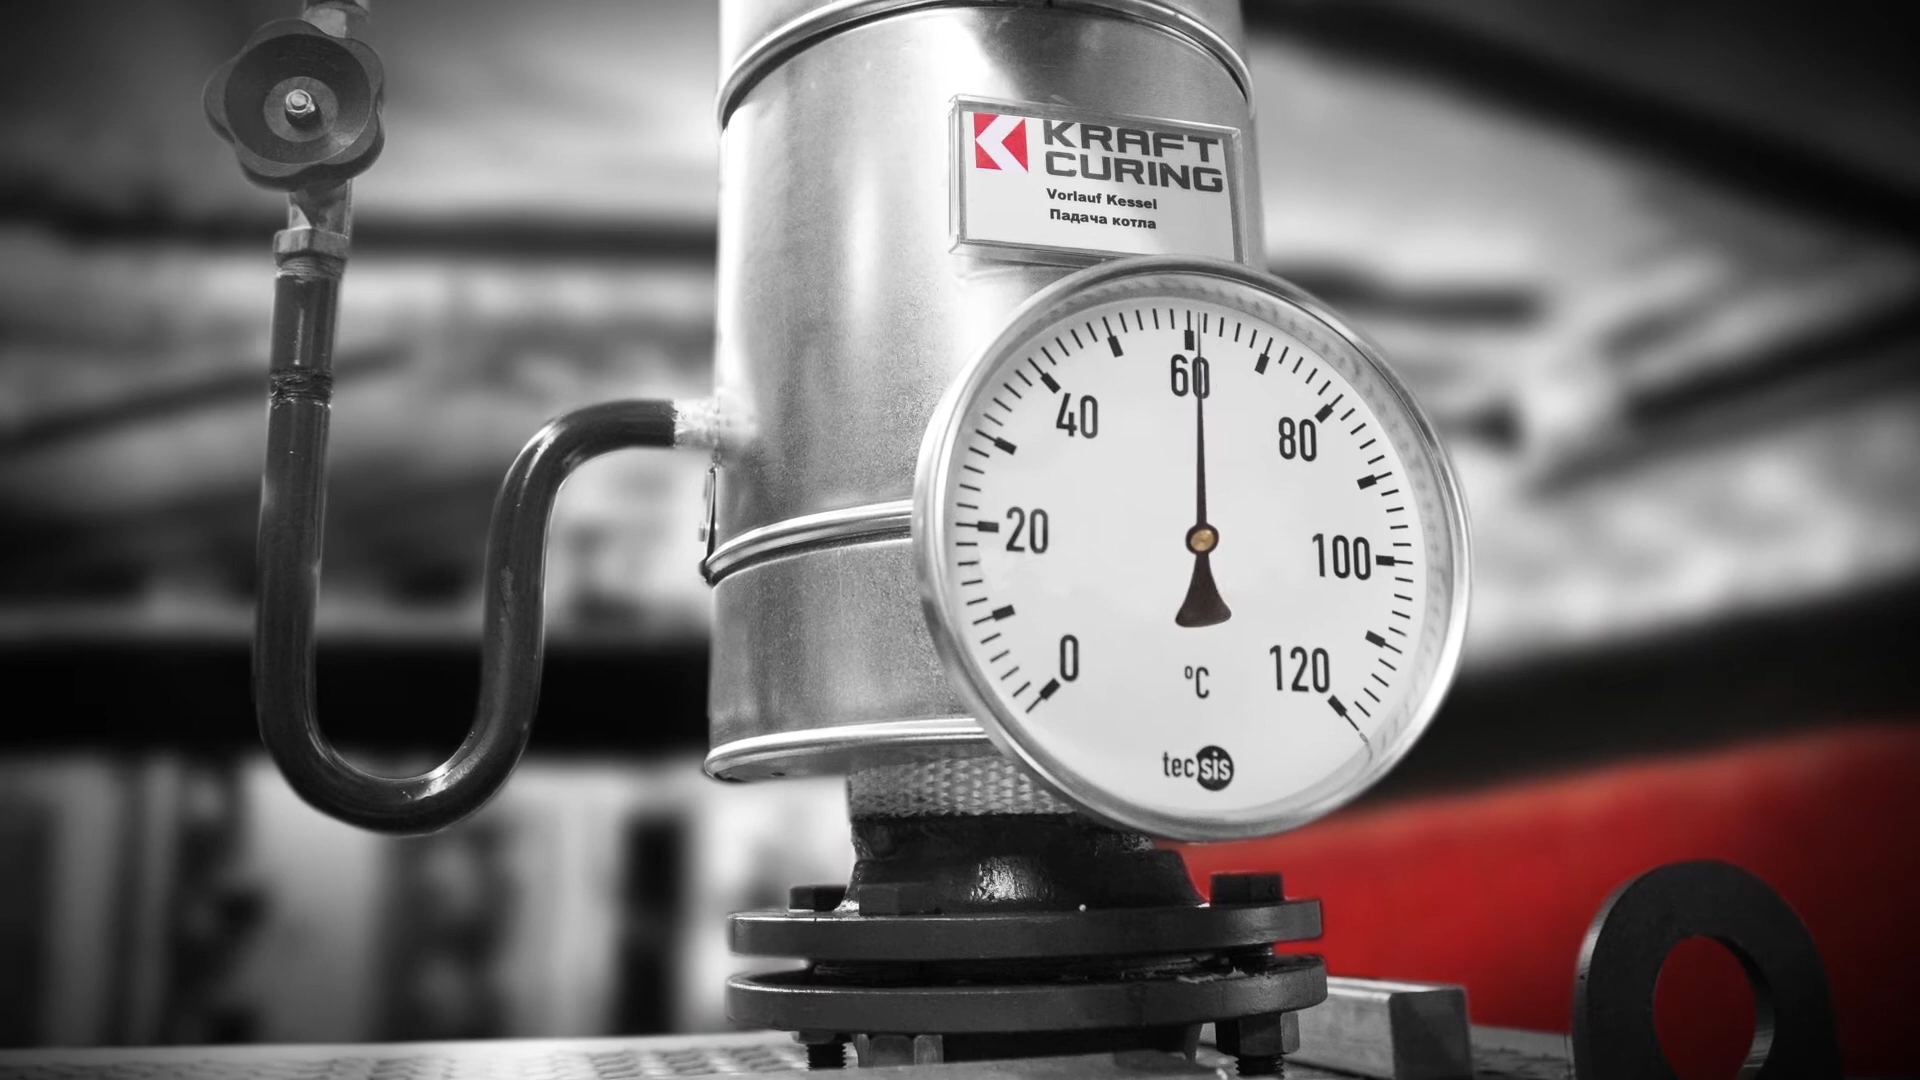 KRAFT
CURING
Vorlauf Kessel
Падача котла
60
40
80
20
100
0
120
°C
tecsis